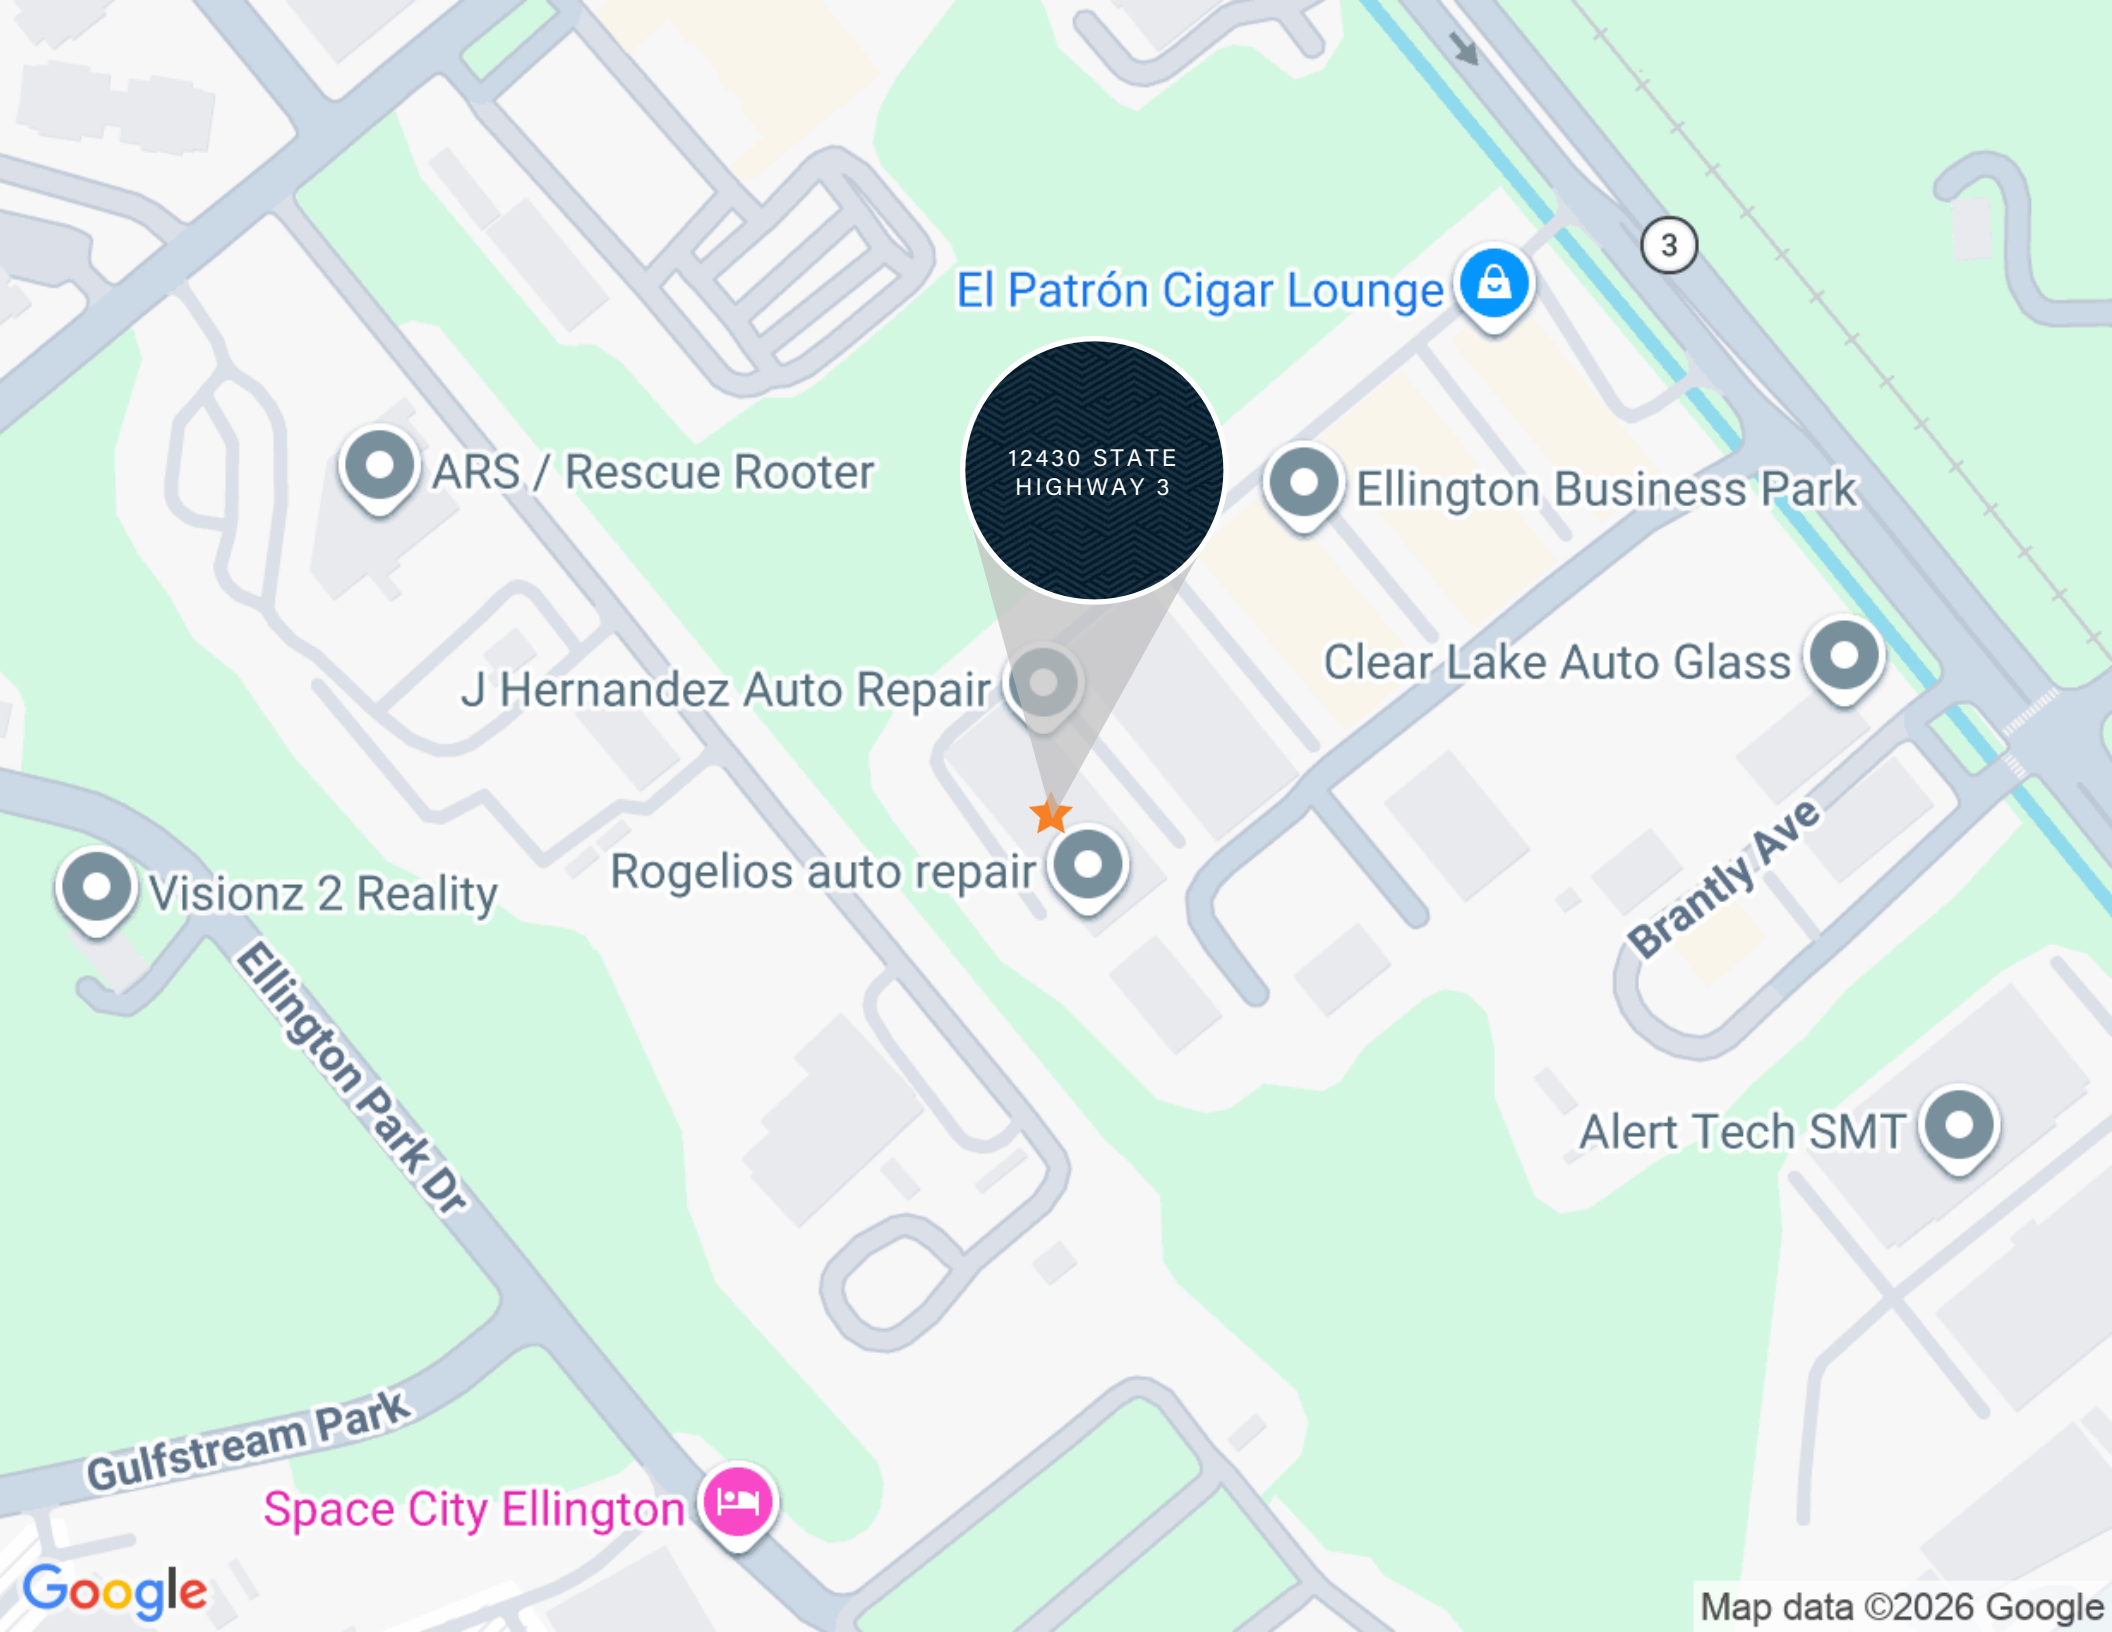 3
El Patrón Cigar Lounge
12430 STATE
HIGHWAY 3
ARS / Rescue Rooter
Ellington Business Park
J Hernandez Auto Repair
Clear Lake Auto Glass
Rogelios auto repair
Brantly Ave
Visionz 2 Reality
Ellington Park Dr
Alert Tech SMT
Gulfstream Park
Space City Ellington
Google
Map data ©2026 Google